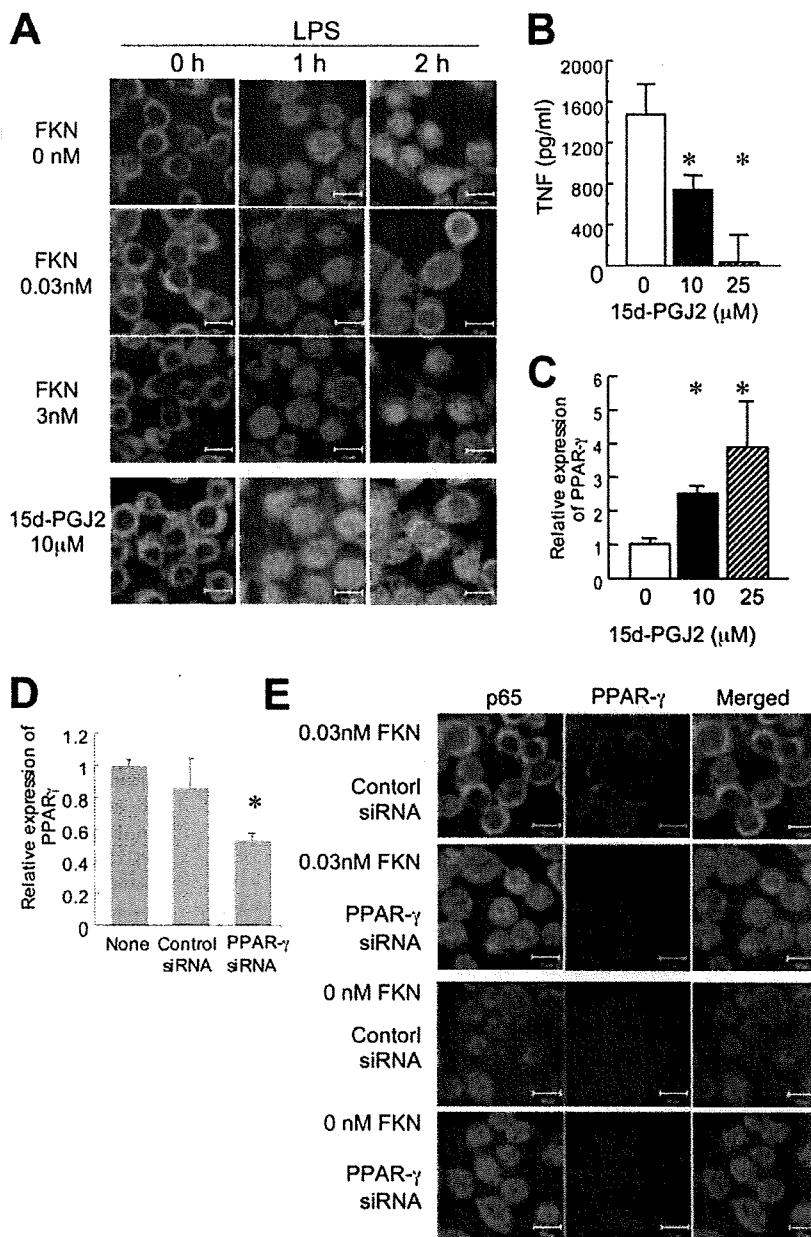 A
LPS
0 h 1 h 2 h
FKN
0 nM
FKN
0.03nM
FKN
3nM
15d-PGJ2
10μM
B
TNF (pg/ml)
2000
1600
1200
800
400
0
0 10 25
15d-PGJ2 (μM)
* *
C
Relative expression
of PPAR-γ
6
5
4
3
2
1
0
0 10 25
15d-PGJ2 (μM)
* *
D
Relative expression of
PPARγ
1.2
1
0.8
0.6
0.4
0.2
0
*
None Control PPAR-γ
siRNA siRNA
E
p65 PPAR-γ Merged
0.03nM FKN
Contorl
siRNA
0.03nM FKN
PPAR-γ
siRNA
0 nM FKN
Contorl
siRNA
0 nM FKN
PPAR-γ
siRNA